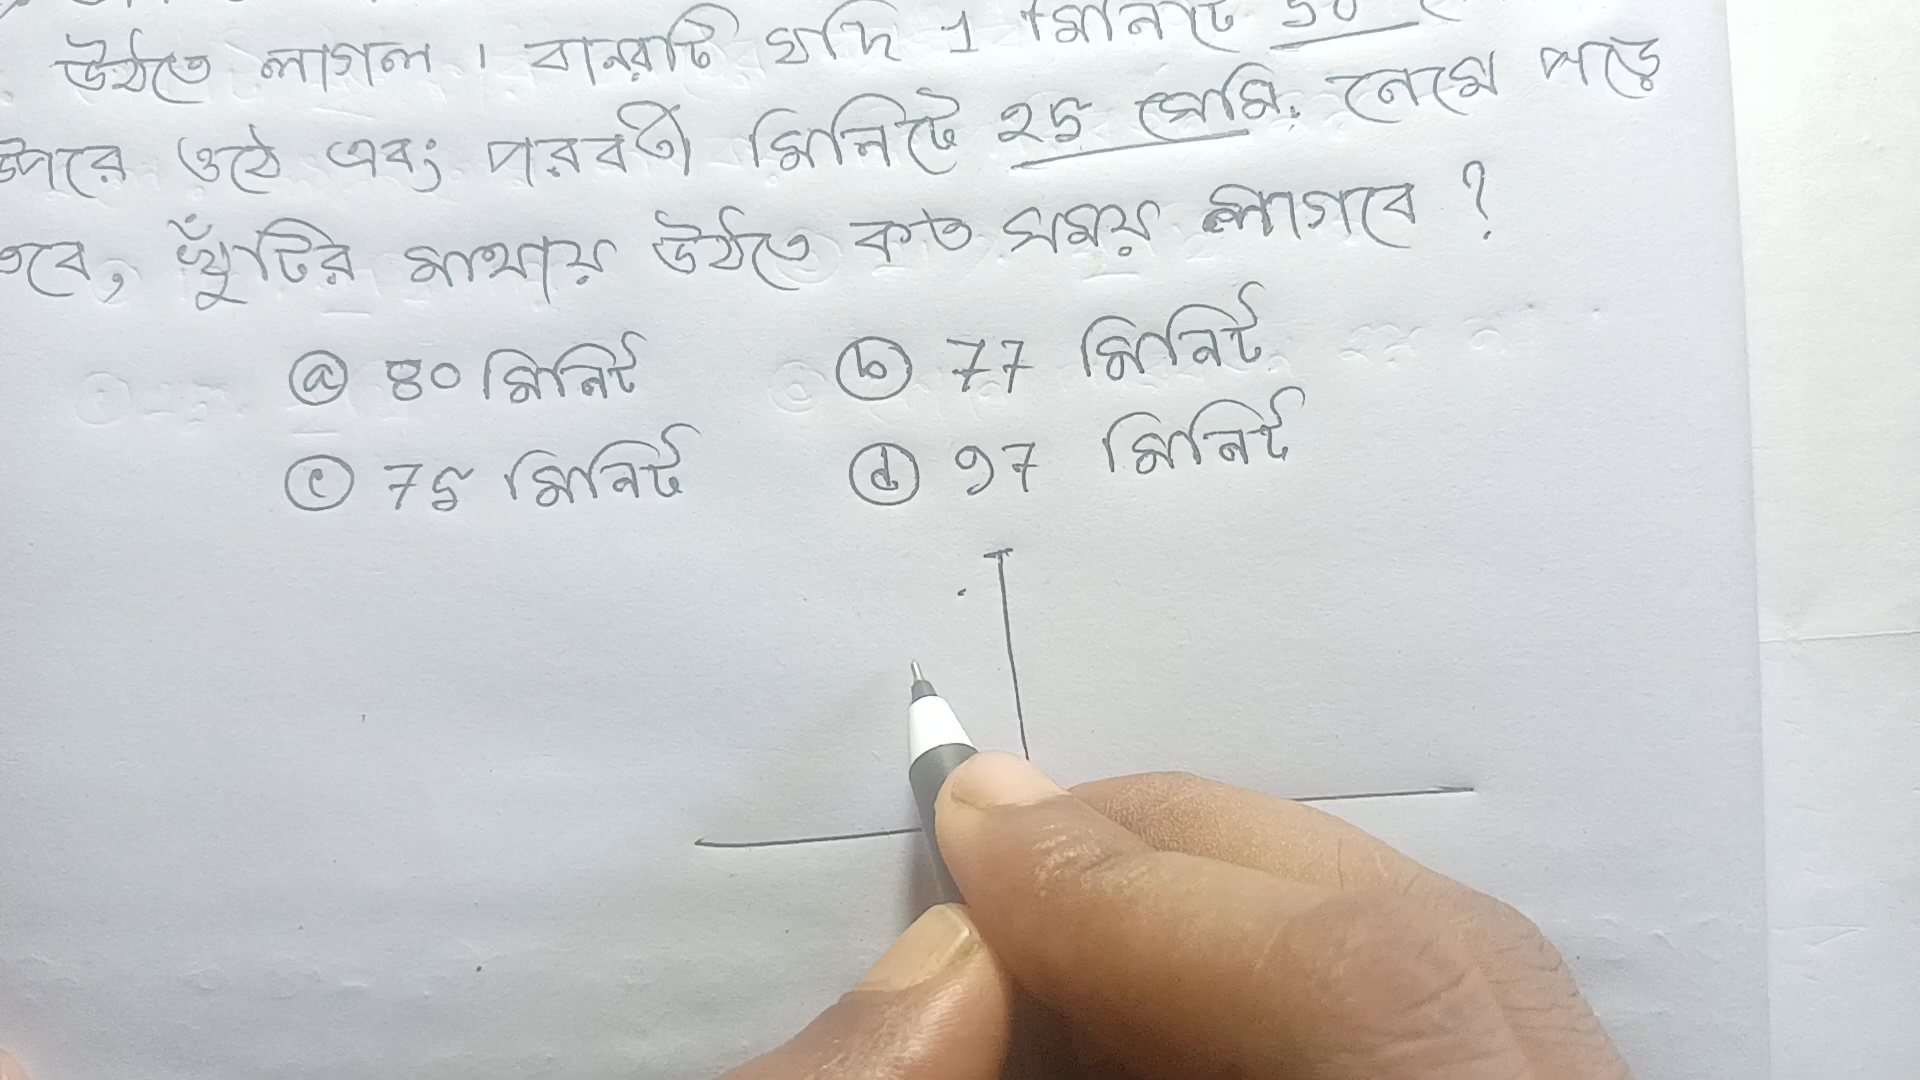 উঠতে লাগল । বানরটি যদি 1 মিনিটে 50
উপরে ওঠে এবং পরবর্তী মিনিটে 25 সেমি. নেমে পড়ে
তবে, খুঁটির মাথায় উঠতে কত সময় লাগবে ?
ⓐ 80 মিনিট ⓑ 77 মিনিট
ⓒ 75 মিনিট ⓓ 97 মিনিট